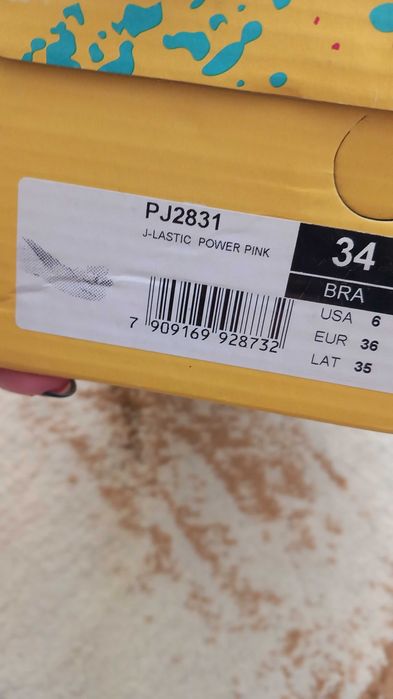 PJ2831
J-LASTIC POWER PINK
34
BRA
USA 6
EUR 36
LAT 35
7 909169 928732